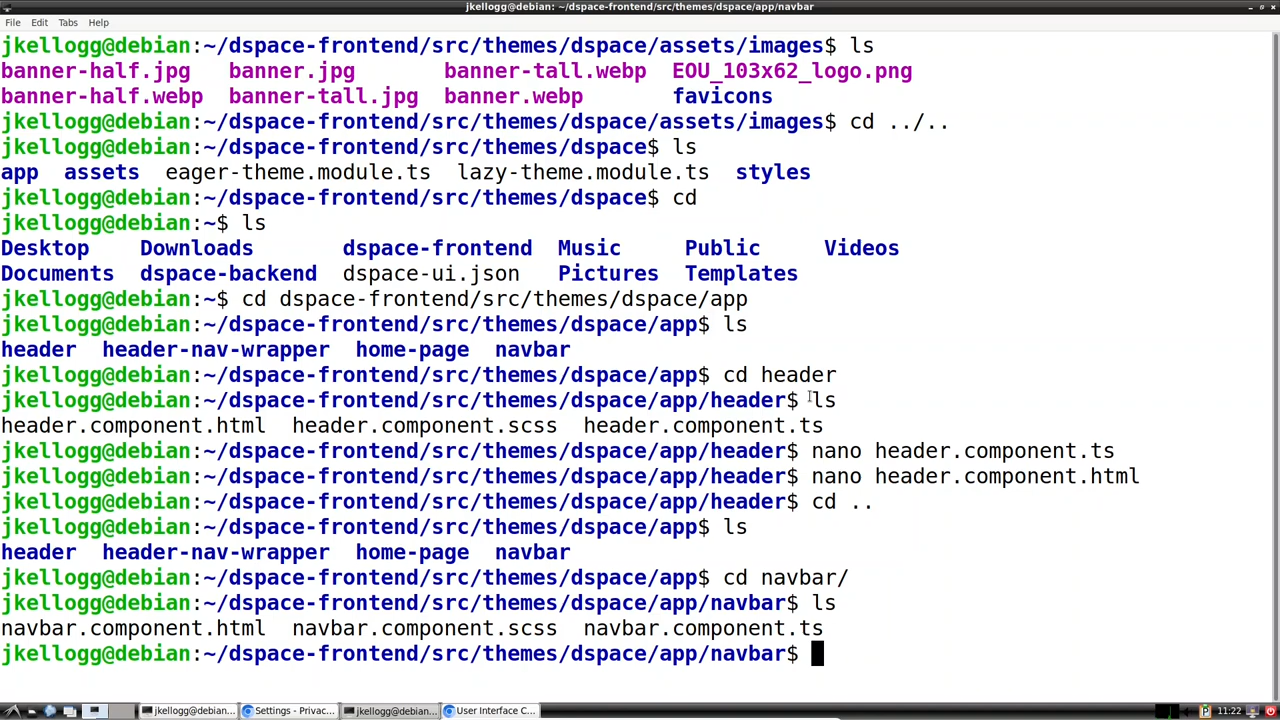 jkellogg@debian: ~/dspace-frontend/src/themes/dspace/app/navbar
File Edit Tabs Help
jkellogg@debian:~/dspace-frontend/src/themes/dspace/assets/images$ ls
banner-half.jpg banner.jpg banner-tall.webp EOU_103x62_logo.png
banner-half.webp banner-tall.jpg banner.webp favicons
jkellogg@debian:~/dspace-frontend/src/themes/dspace/assets/images$ cd ../..
jkellogg@debian:~/dspace-frontend/src/themes/dspace$ ls
app assets eager-theme.module.ts lazy-theme.module.ts styles
jkellogg@debian:~/dspace-frontend/src/themes/dspace$ cd
jkellogg@debian:~$ ls
Desktop Downloads dspace-frontend Music Public Videos
Documents dspace-backend dspace-ui.json Pictures Templates
jkellogg@debian:~$ cd dspace-frontend/src/themes/dspace/app
jkellogg@debian:~/dspace-frontend/src/themes/dspace/app$ ls
header header-nav-wrapper home-page navbar
jkellogg@debian:~/dspace-frontend/src/themes/dspace/app$ cd header
jkellogg@debian:~/dspace-frontend/src/themes/dspace/app/header$ ls
header.component.html header.component.scss header.component.ts
jkellogg@debian:~/dspace-frontend/src/themes/dspace/app/header$ nano header.component.ts
jkellogg@debian:~/dspace-frontend/src/themes/dspace/app/header$ nano header.component.html
jkellogg@debian:~/dspace-frontend/src/themes/dspace/app/header$ cd ..
jkellogg@debian:~/dspace-frontend/src/themes/dspace/app$ ls
header header-nav-wrapper home-page navbar
jkellogg@debian:~/dspace-frontend/src/themes/dspace/app$ cd navbar/
jkellogg@debian:~/dspace-frontend/src/themes/dspace/app/navbar$ ls
navbar.component.html navbar.component.scss navbar.component.ts
jkellogg@debian:~/dspace-frontend/src/themes/dspace/app/navbar$
jkellogg@debian... Settings - Privac... jkellogg@debian... User Interface C... 11:22